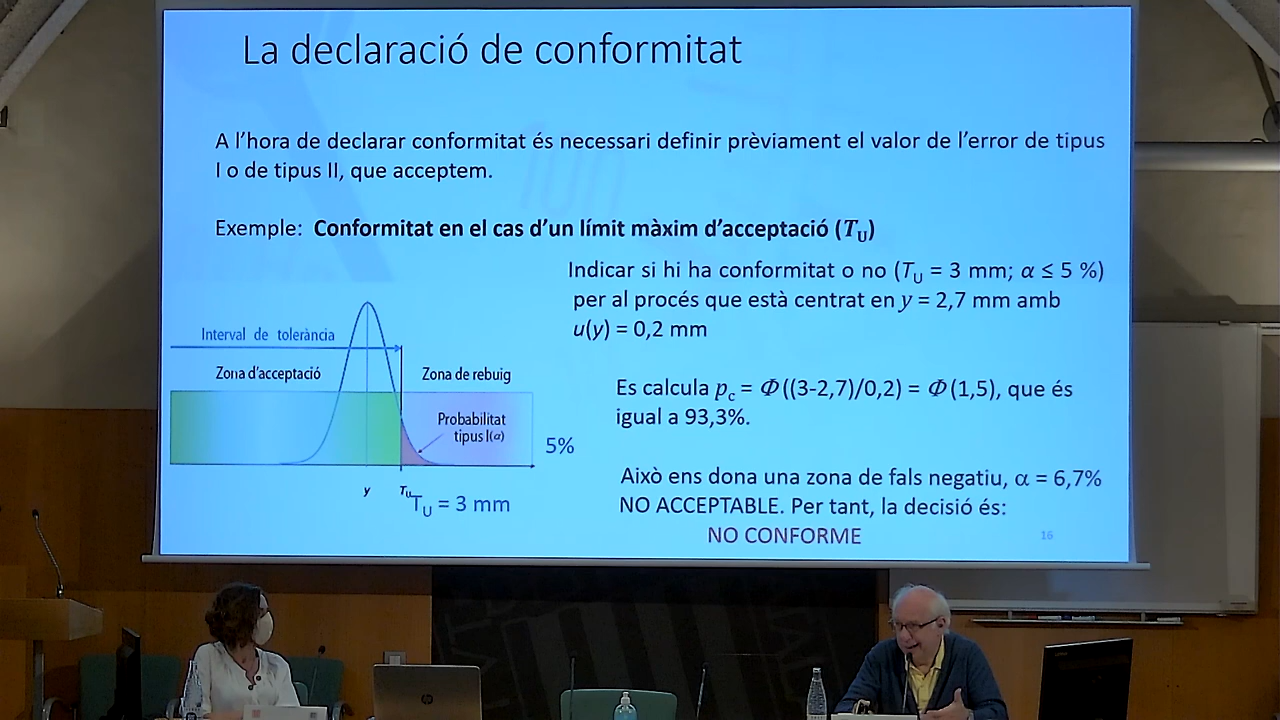 La declaració de conformitat
A l'hora de declarar conformitat és necessari definir prèviament el valor de l'error de tipus
I o de tipus II, que acceptem.
Exemple: Conformitat en el cas d'un límit màxim d'acceptació (TU)
Indicar si hi ha conformitat o no (TU = 3 mm; α ≤ 5 %)
per al procés que està centrat en y = 2,7 mm amb
u(y) = 0,2 mm
Interval de tolerància
Zona d'acceptació
Zona de rebuig
Probabilitat
tipus I(α)
5%
y
TU
TU = 3 mm
Es calcula pc = Φ((3-2,7)/0,2) = Φ(1,5), que és
igual a 93,3%.
Això ens dona una zona de fals negatiu, α = 6,7%
NO ACCEPTABLE. Per tant, la decisió és:
NO CONFORME
16